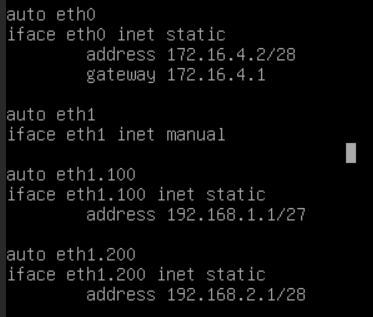 auto eth0
iface eth0 inet static
address 172.16.4.2/28
gateway 172.16.4.1
auto eth1
iface eth1 inet manual
auto eth1.100
iface eth1.100 inet static
address 192.168.1.1/27
auto eth1.200
iface eth1.200 inet static
address 192.168.2.1/28